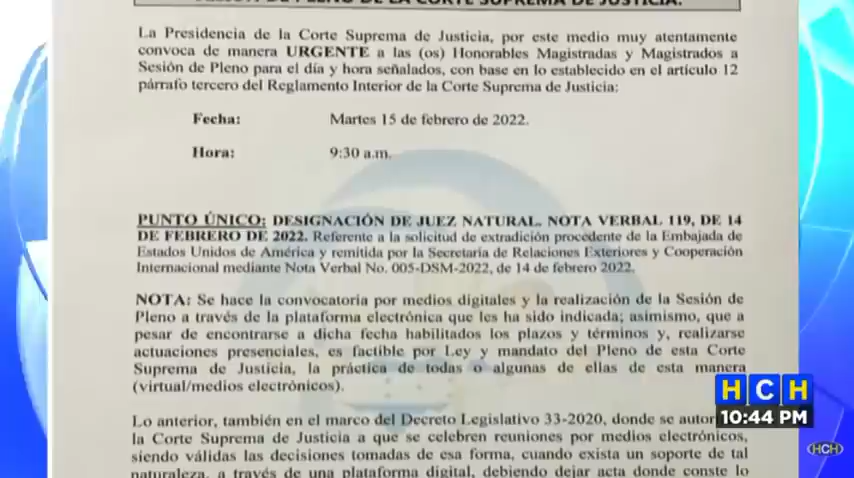 SESIÓN DE PLENO DE LA CORTE SUPREMA DE JUSTICIA.
La Presidencia de la Corte Suprema de Justicia, por este medio muy atentamente
convoca de manera URGENTE a las (os) Honorables Magistradas y Magistrados a
Sesión de Pleno para el día y hora señalados, con base en lo establecido en el artículo 12
párrafo tercero del Reglamento Interior de la Corte Suprema de Justicia:
Fecha: Martes 15 de febrero de 2022.
Hora: 9:30 a.m.
PUNTO ÚNICO: DESIGNACIÓN DE JUEZ NATURAL. NOTA VERBAL 119, DE 14
DE FEBRERO DE 2022. Referente a la solicitud de extradición procedente de la Embajada de
Estados Unidos de América y remitida por la Secretaría de Relaciones Exteriores y Cooperación
Internacional mediante Nota Verbal No. 005-DSM-2022, de 14 de febrero 2022.
NOTA: Se hace la convocatoria por medios digitales y la realización de la Sesión de
Pleno a través de la plataforma electrónica que les ha sido indicada; asimismo, que a
pesar de encontrarse a dicha fecha habilitados los plazos y términos y, realizarse
actuaciones presenciales, es factible por Ley y mandato del Pleno de esta Corte
Suprema de Justicia, la práctica de todas o algunas de ellas de esta manera
(virtual/medios electrónicos).
Lo anterior, también en el marco del Decreto Legislativo 33-2020, donde se autor
la Corte Suprema de Justicia a que se celebren reuniones por medios electrónicos,
siendo válidas las decisiones tomadas de esa forma, cuando exista un soporte de tal
naturaleza, a través de una plataforma digital, debiendo dejar acta donde conste lo
HCH
10:44 PM
HCH